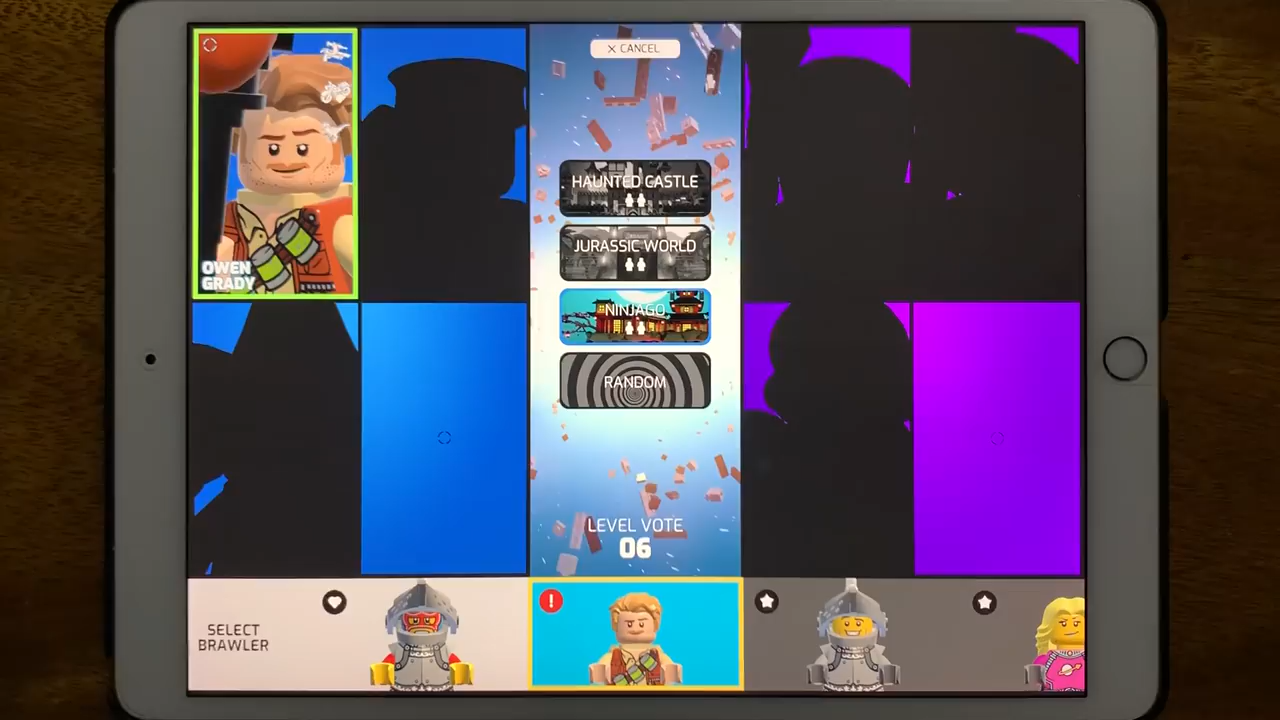 × CANCEL
HAUNTED CASTLE
JURASSIC WORLD
NINJAGO
RANDOM
OWEN
GRADY
LEVEL VOTE
06
!
SELECT
BRAWLER